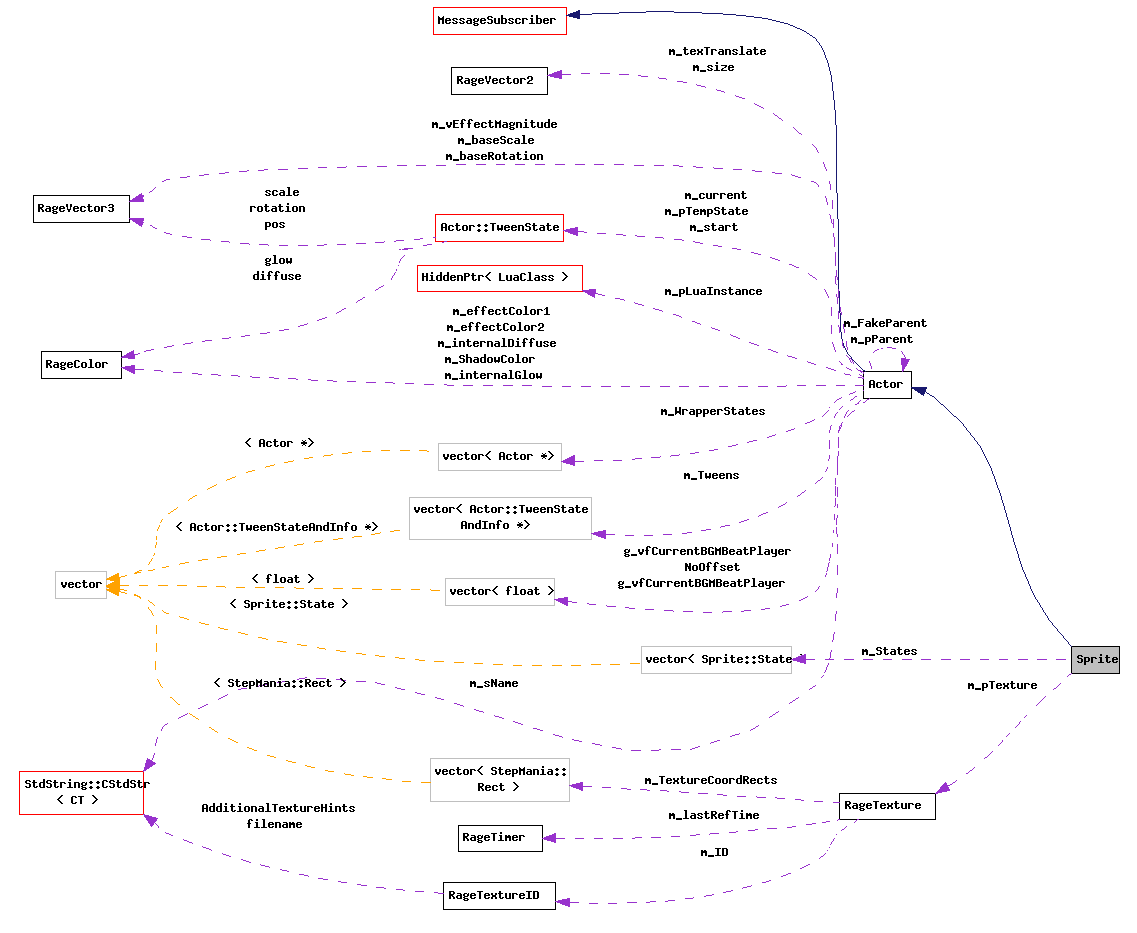 MessageSubscriber
m_texTranslate
m_size
RageVector2
m_vEffectMagnitude
m_baseScale
m_baseRotation
scale
rotation
pos
RageVector3
m_current
m_pTempState
m_start
Actor::TweenState
glow
diffuse
HiddenPtr< LuaClass >
m_pLuaInstance
m_effectColor1
m_effectColor2
m_internalDiffuse
m_ShadowColor
m_internalGlow
m_FakeParent
m_pParent
RageColor
Actor
m_WrapperStates
< Actor *>
vector< Actor *>
m_Tweens
vector< Actor::TweenState
AndInfo *>
< Actor::TweenStateAndInfo *>
g_vfCurrentBGMBeatPlayer
NoOffset
g_vfCurrentBGMBeatPlayer
vector
< float >
vector< float >
< Sprite::State >
vector< Sprite::State
m_States
Sprite
< StepMania::Rect >
m_sName
m_pTexture
StdString::CStdStr
< CT >
vector< StepMania::
Rect >
m_TextureCoordRects
RageTexture
AdditionalTextureHints
filename
m_lastRefTime
RageTimer
m_ID
RageTextureID